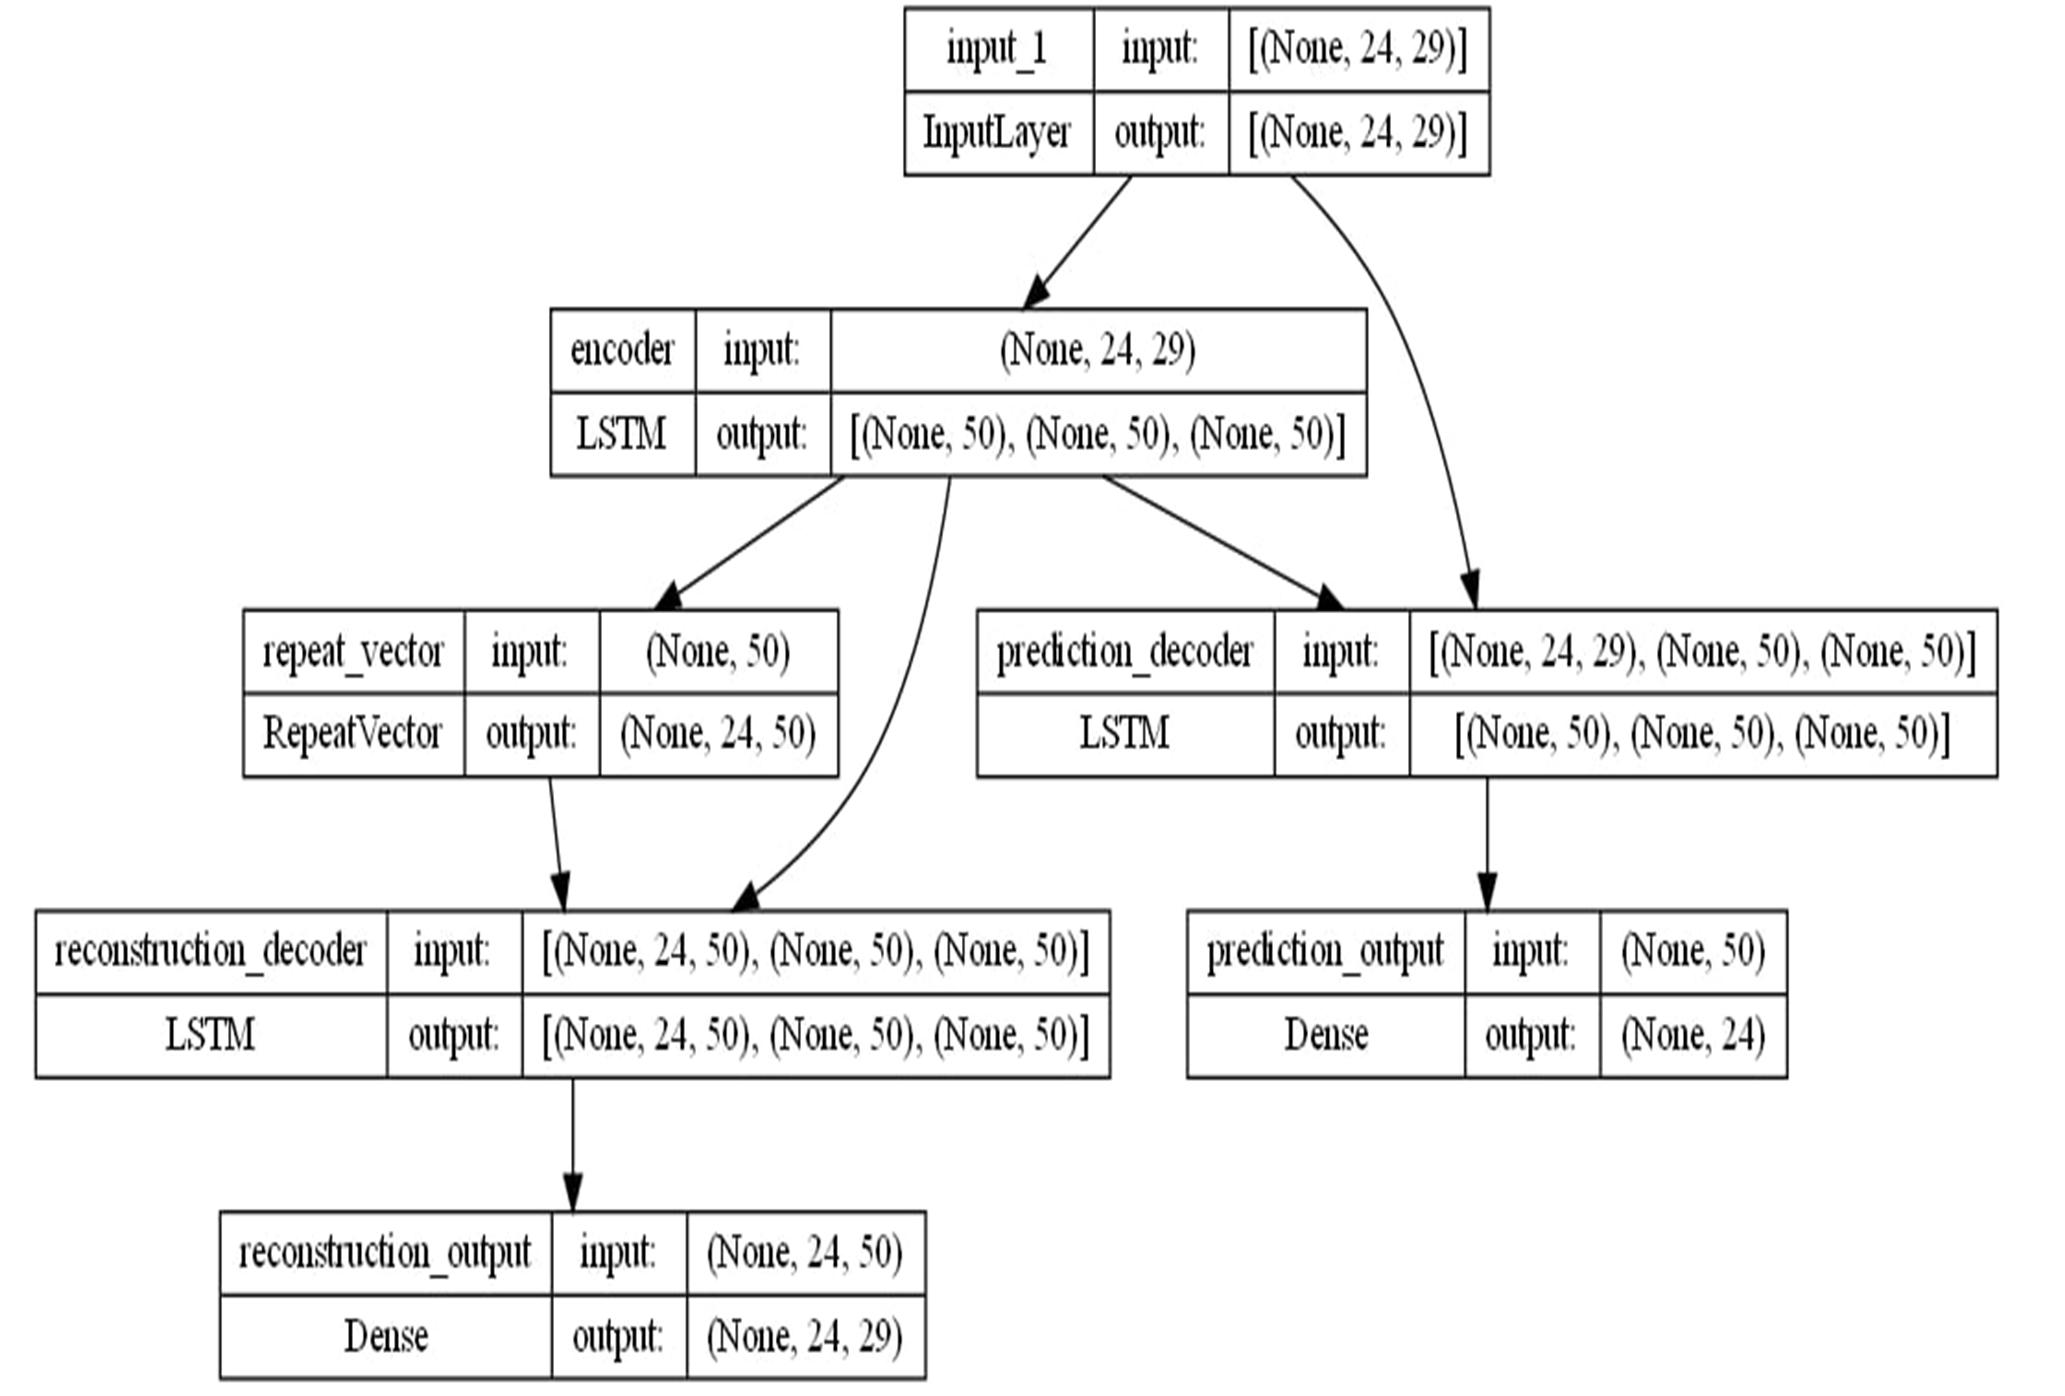 input_1 input: [(None, 24, 29)]
InputLayer output: [(None, 24, 29)]
encoder input: (None, 24, 29)
LSTM output: [(None, 50), (None, 50), (None, 50)]
repeat_vector input: (None, 50)
RepeatVector output: (None, 24, 50)
prediction_decoder input: [(None, 24, 29), (None, 50), (None, 50)]
LSTM output: [(None, 50), (None, 50), (None, 50)]
reconstruction_decoder input: [(None, 24, 50), (None, 50), (None, 50)]
LSTM output: [(None, 24, 50), (None, 50), (None, 50)]
prediction_output input: (None, 50)
Dense output: (None, 24)
reconstruction_output input: (None, 24, 50)
Dense output: (None, 24, 29)